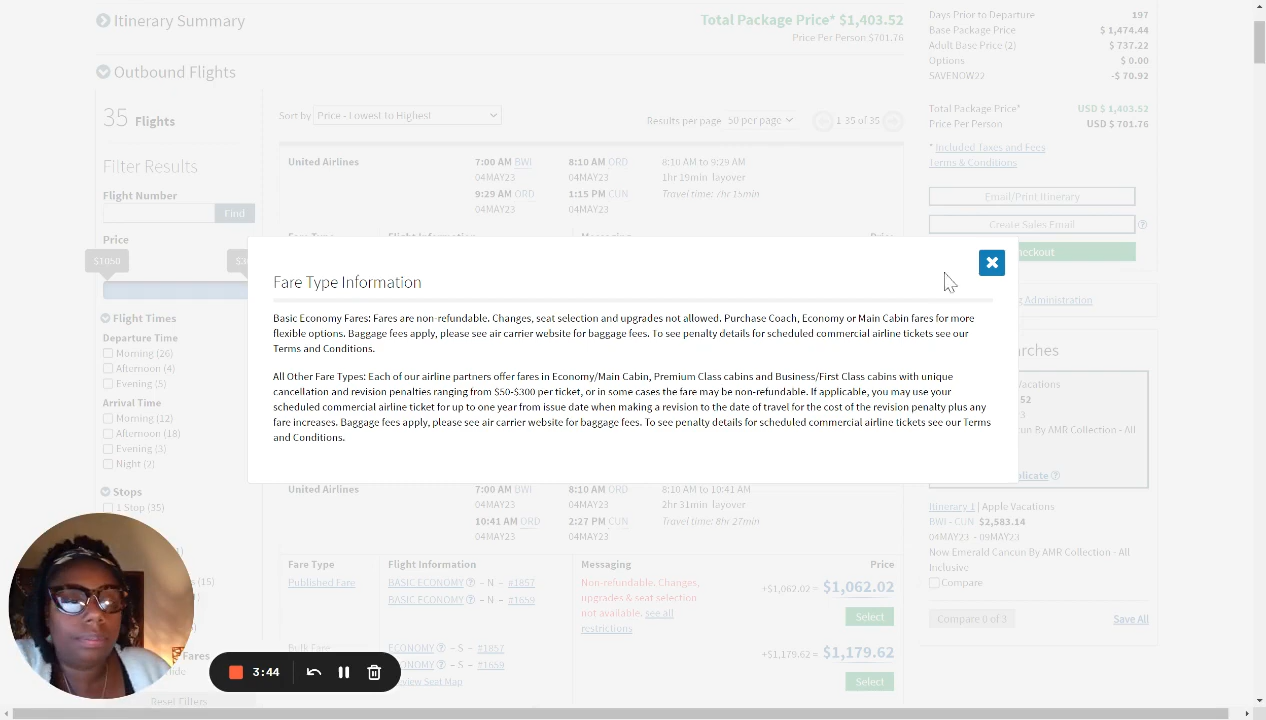 Itinerary Summary
Total Package Price* $1,403.52
Price Per Person $701.76
Outbound Flights
35 Flights
Sort by Price - Lowest to Highest
Results per page 50 per page 1-35 of 35
Filter Results
Flight Number
Find
Price
$1050
Flight Times
Departure Time
Morning (26)
Afternoon (4)
Evening (5)
Arrival Time
Morning (12)
Afternoon (18)
Evening (3)
Night (2)
Stops
1 Stop (35)
Fares
Reset Filters
United Airlines
7:00 AM BWI 8:10 AM ORD 8:10 AM to 9:29 AM
04MAY23 04MAY23 1hr 19min layover
9:29 AM ORD 1:15 PM CUN Travel time: 7hr 15min
04MAY23 04MAY23
Fare Type Flight Information Messaging Price
Fare Type Information
Basic Economy Fares: Fares are non-refundable. Changes, seat selection and upgrades not allowed. Purchase Coach, Economy or Main Cabin fares for more
flexible options. Baggage fees apply, please see air carrier website for baggage fees. To see penalty details for scheduled commercial airline tickets see our
Terms and Conditions.
All Other Fare Types: Each of our airline partners offer fares in Economy/Main Cabin, Premium Class cabins and Business/First Class cabins with unique
cancellation and revision penalties ranging from $50-$300 per ticket, or in some cases the fare may be non-refundable. If applicable, you may use your
scheduled commercial airline ticket for up to one year from issue date when making a revision to the date of travel for the cost of the revision penalty plus any
fare increases. Baggage fees apply, please see air carrier website for baggage fees. To see penalty details for scheduled commercial airline tickets see our Terms
and Conditions.
United Airlines
7:00 AM BWI 8:10 AM ORD 8:10 AM to 10:41 AM
04MAY23 04MAY23 2hr 31min layover
10:41 AM ORD 2:27 PM CUN Travel time: 8hr 27min
04MAY23 04MAY23
Fare Type Flight Information Messaging Price
Published Fare BASIC ECONOMY – N – #1857
BASIC ECONOMY – N – #1659
Non-refundable. Changes,
upgrades & seat selection
not available. see all
restrictions
+$1,062.02 = $1,062.02
Select
Bulk Fare ECONOMY – S – #1857
– S – #1659
Seat Map
+$1,179.62 = $1,179.62
Select
Days Prior to Departure 197
Base Package Price $ 1,474.44
Adult Base Price (2) $ 737.22
Options $ 0.00
SAVENOW22 -$ 70.92
Total Package Price* USD $ 1,403.52
Price Per Person USD $ 701.76
* Included Taxes and Fees
Terms & Conditions
Email/Print Itinerary
Create Sales Email
Administration
Itinerary 1 | Apple Vacations
BWI - CUN: $2,583.14
04MAY23 - 09MAY23
Now Emerald Cancun By AMR Collection - All
Inclusive
Compare
Compare 0 of 3 Save All
3:44